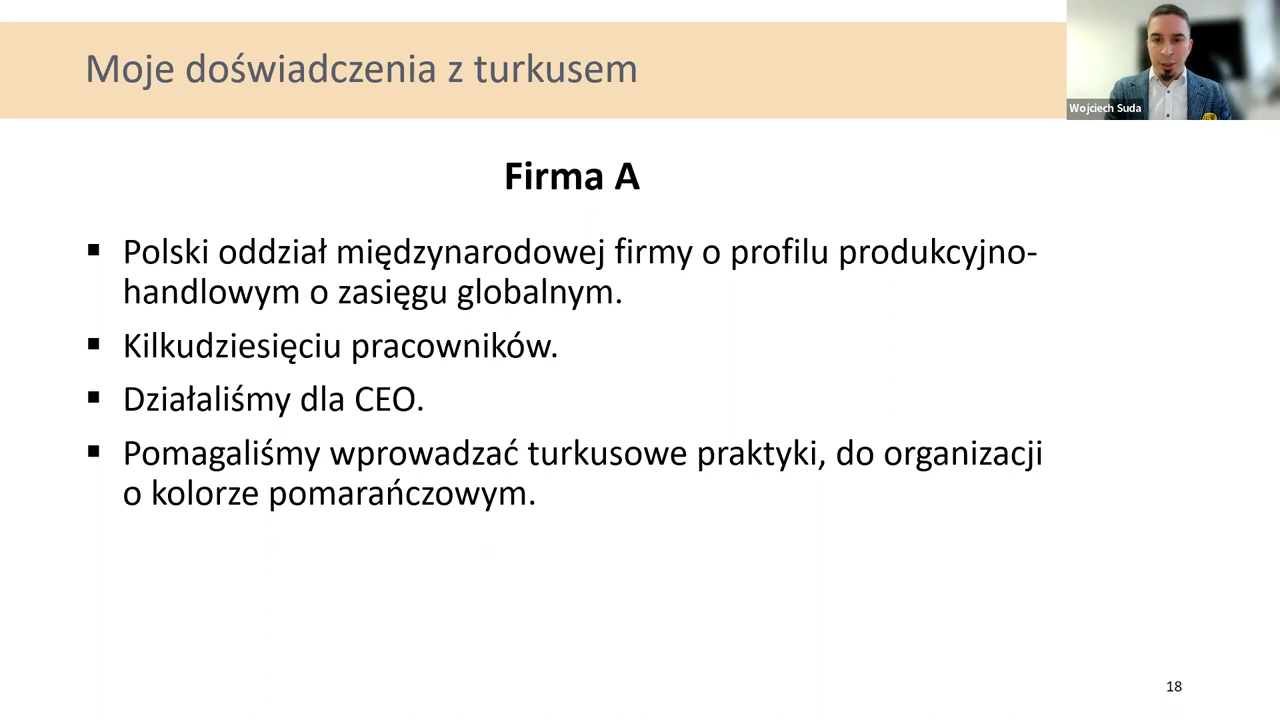 Moje doświadczenia z turkusem
Wojciech Suda
Firma A
▪ Polski oddział międzynarodowej firmy o profilu produkcyjno-
handlowym o zasięgu globalnym.
▪ Kilkudziesięciu pracowników.
▪ Działaliśmy dla CEO.
▪ Pomagaliśmy wprowadzać turkusowe praktyki, do organizacji
o kolorze pomarańczowym.
18